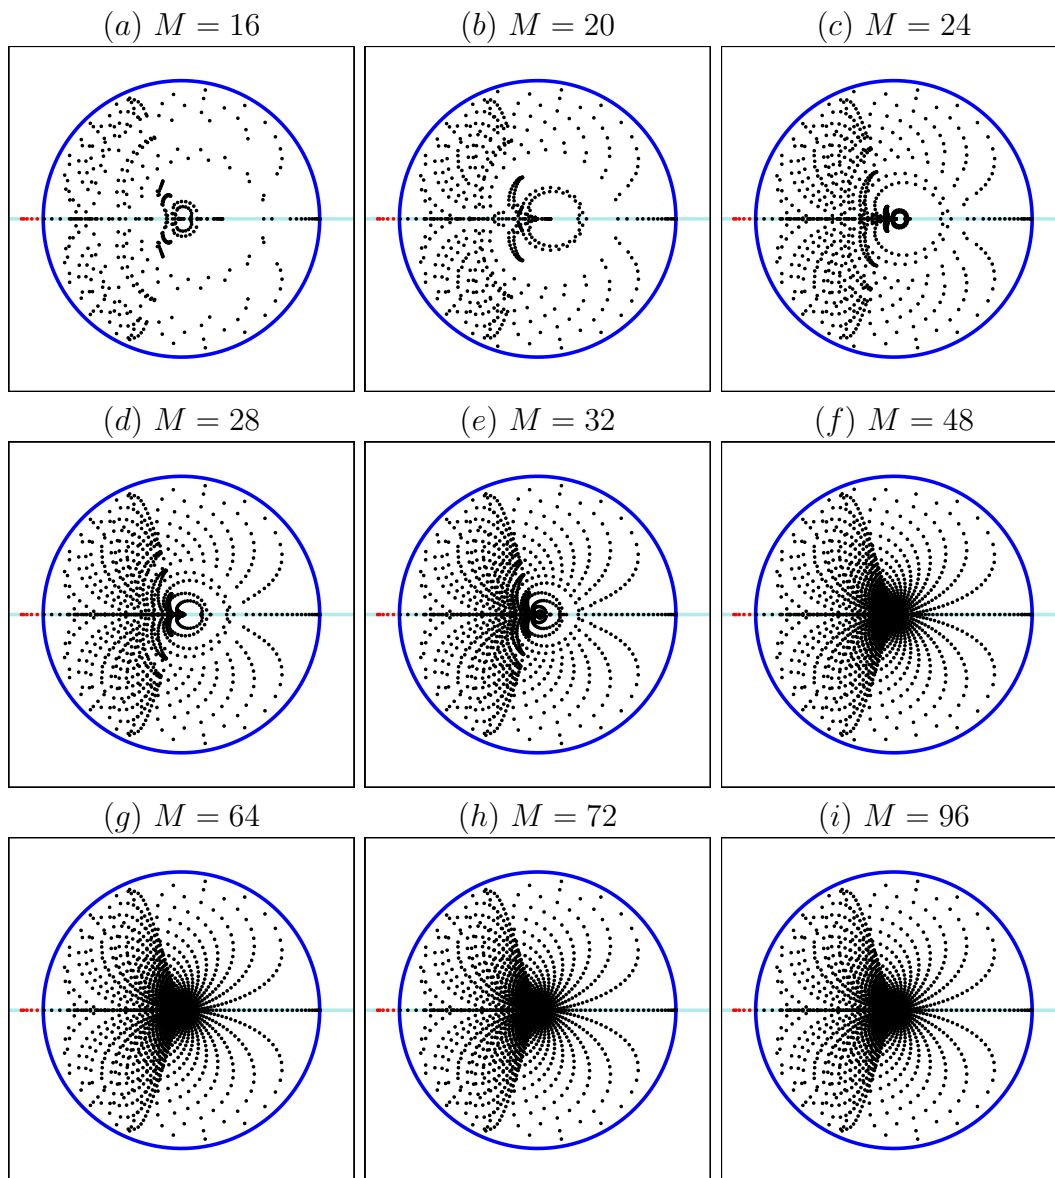 (a) M = 16
(b) M = 20
(c) M = 24
(d) M = 28
(e) M = 32
(f) M = 48
(g) M = 64
(h) M = 72
(i) M = 96